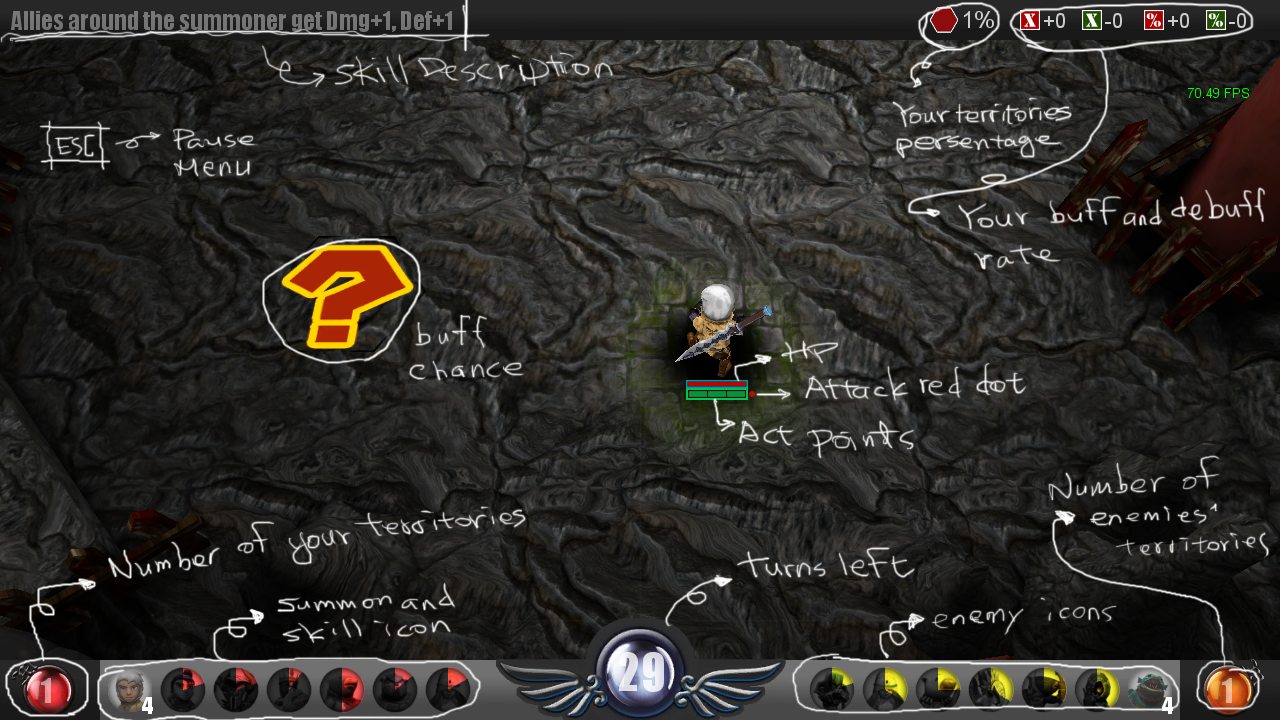 Allies around the summoner get Dmg+1, Def+1
1%
X +0 X -0 % +0 % -0
skill Description
70.49 FPS
Your territories
persentage
ESC
Pause
Menu
Your buff and debuff
rate
?
buff
chance
HP
Attack red dot
Act points
Number of
enemies'
territories
Number of your territories
Turns left
summon and
skill icon
enemy icons
1
4
29
4
1